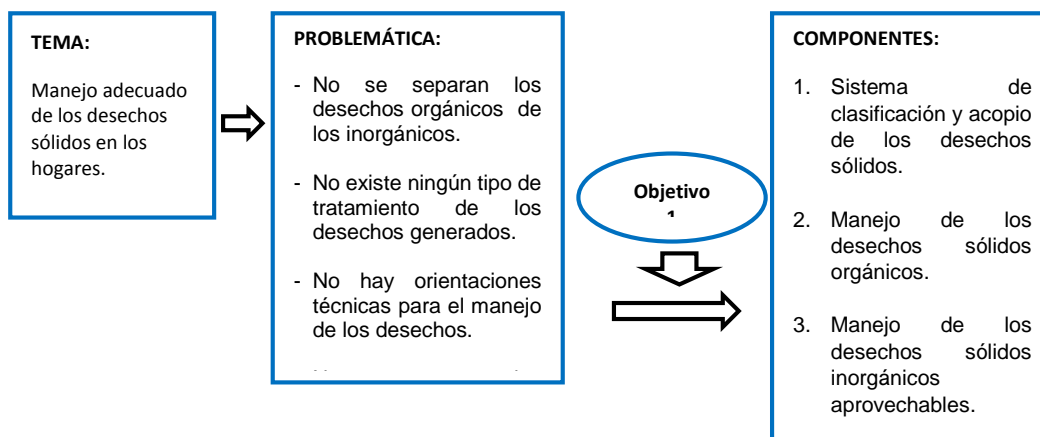 TEMA:
Manejo adecuado
de los desechos
sólidos en los
hogares.
PROBLEMÁTICA:
- No se separan los
desechos orgánicos de
los inorgánicos.
- No existe ningún tipo de
tratamiento de los
desechos generados.
- No hay orientaciones
técnicas para el manejo
de los desechos.
Objetivo
COMPONENTES:
1. Sistema de
clasificación y acopio
de los desechos
sólidos.
2. Manejo de los
desechos sólidos
orgánicos.
3. Manejo de los
desechos sólidos
inorgánicos
aprovechables.